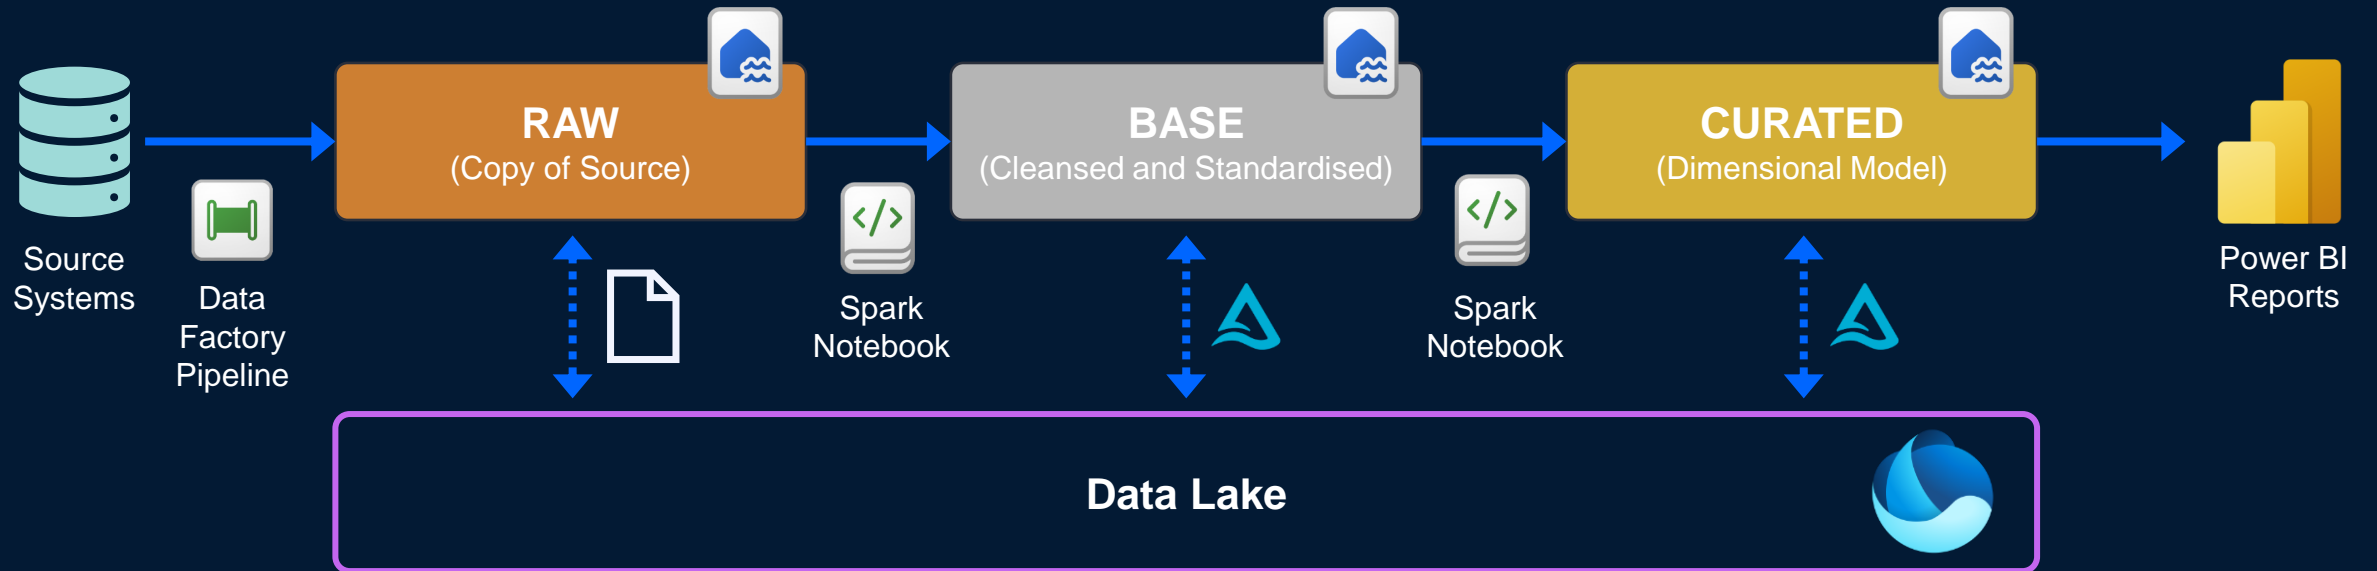 RAW
(Copy of Source)
BASE
(Cleansed and Standardised)
CURATED
(Dimensional Model)
Source
Systems
Data
Factory
Pipeline
Spark
Notebook
Spark
Notebook
Power BI
Reports
Data Lake